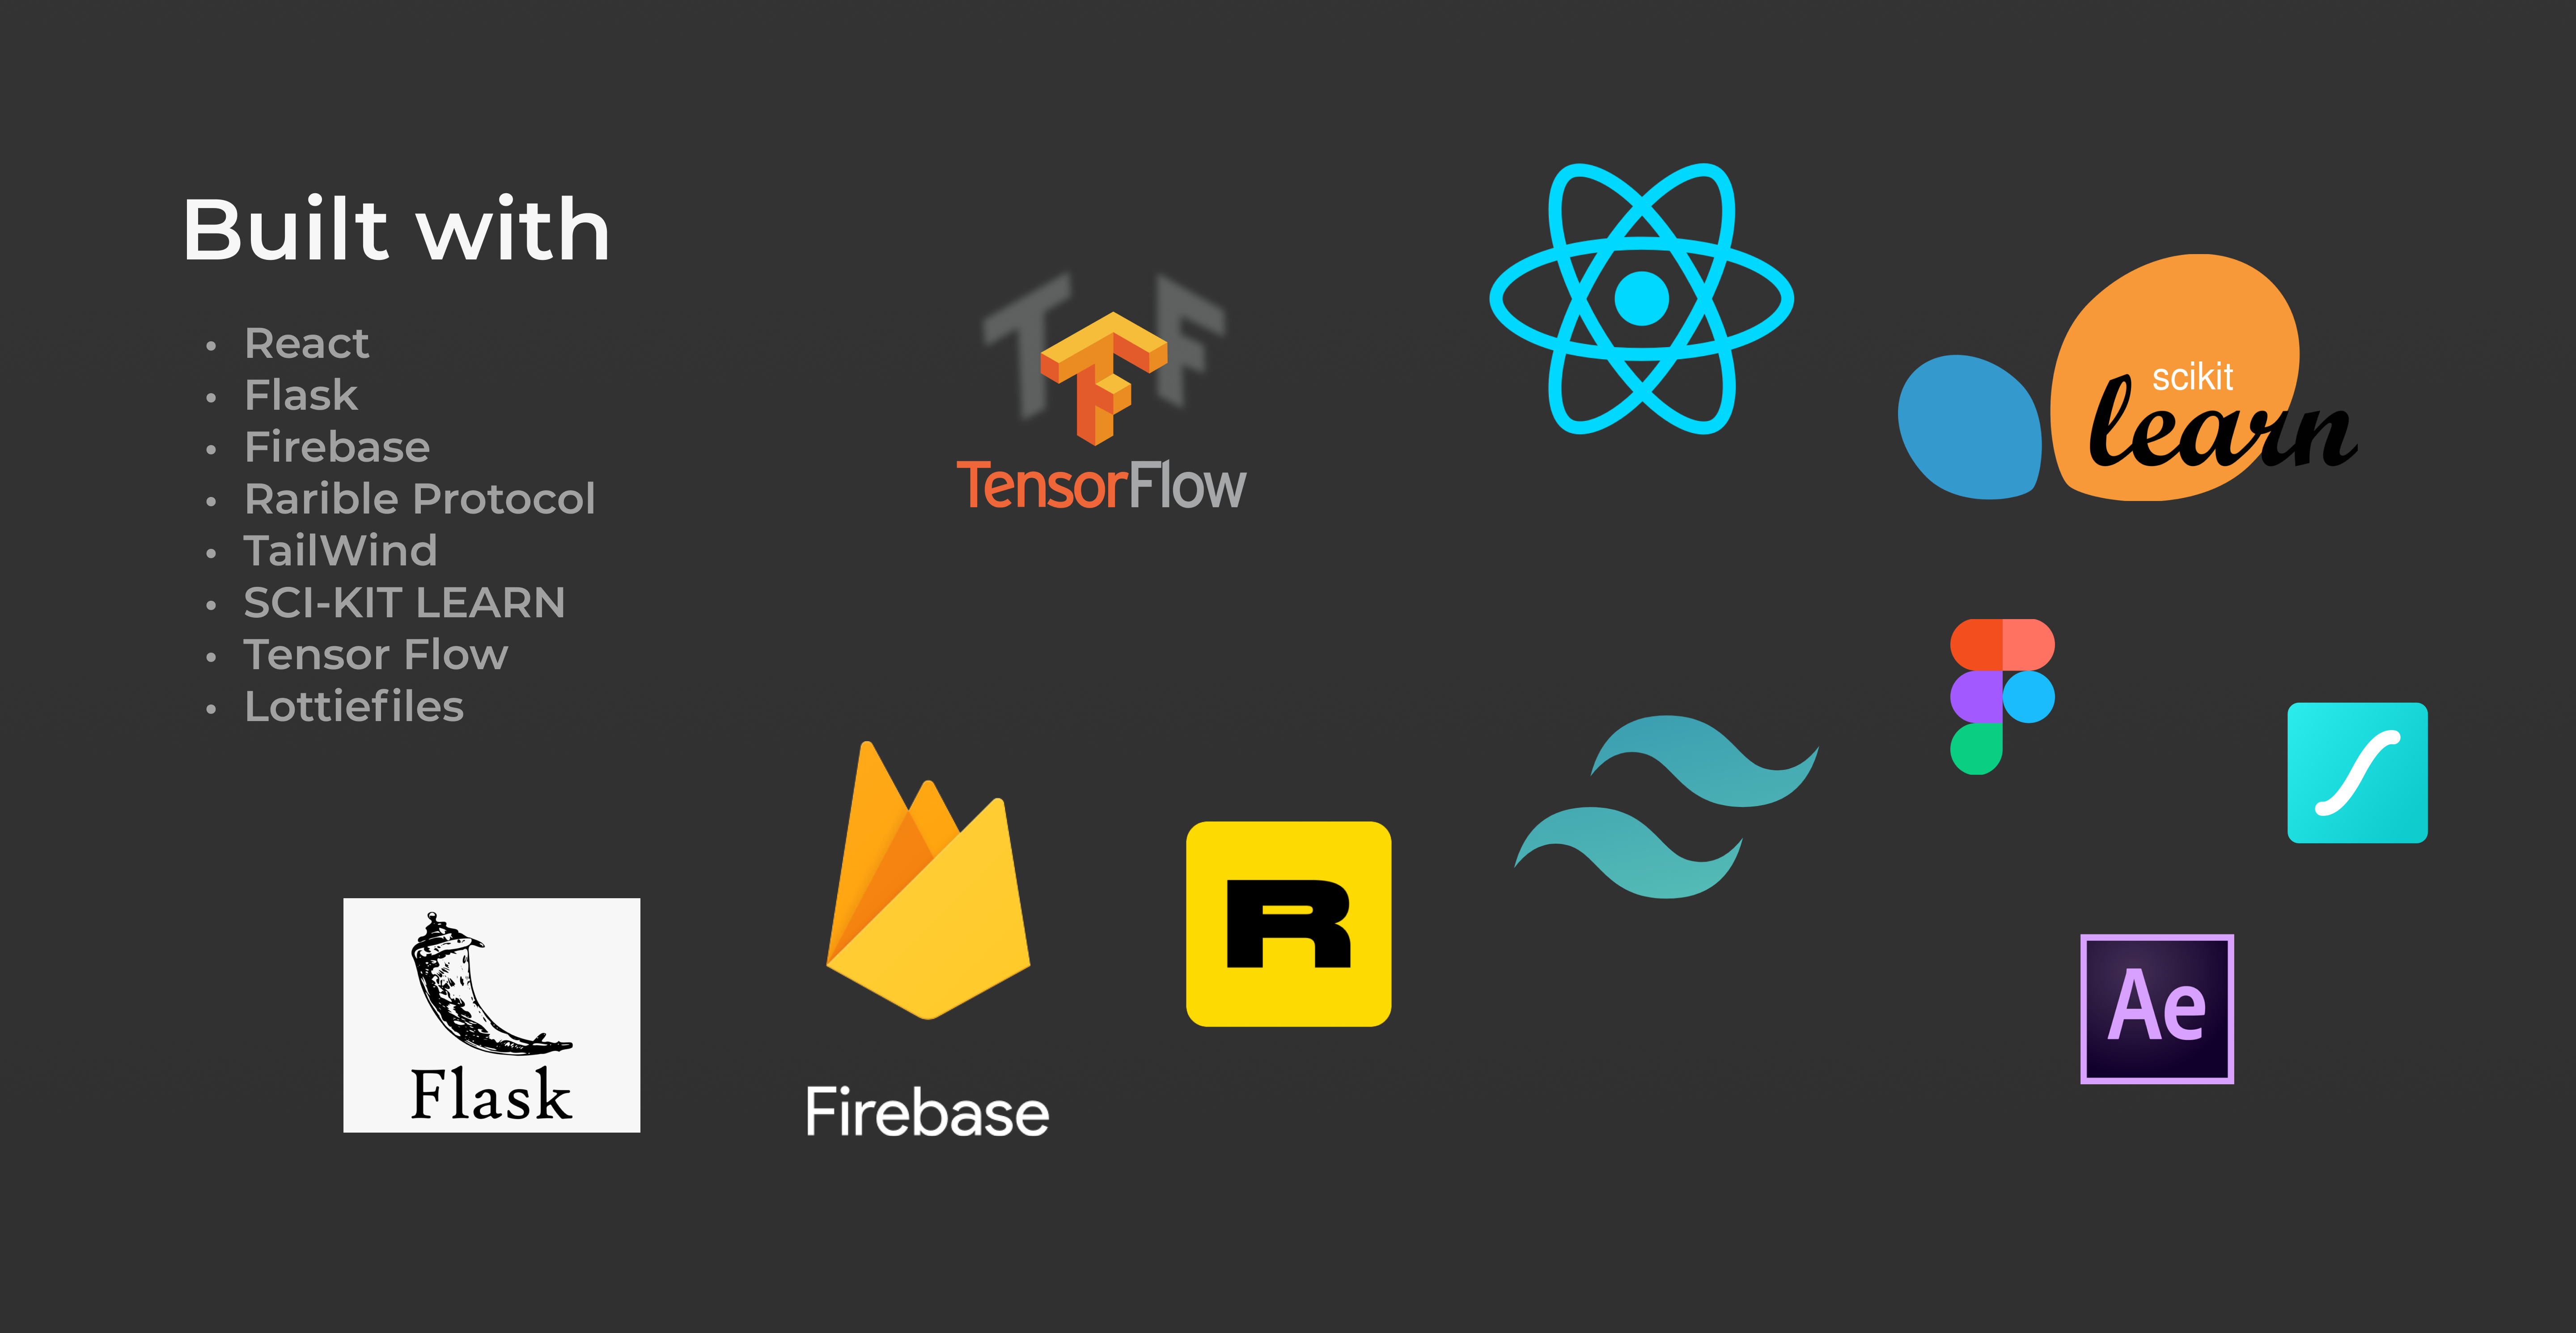 Built with
• React
• Flask
• Firebase
• Rarible Protocol
• TailWind
• SCI-KIT LEARN
• Tensor Flow
• Lottiefiles
TF
TensorFlow
scikit
learn
R
Ae
Flask
Firebase